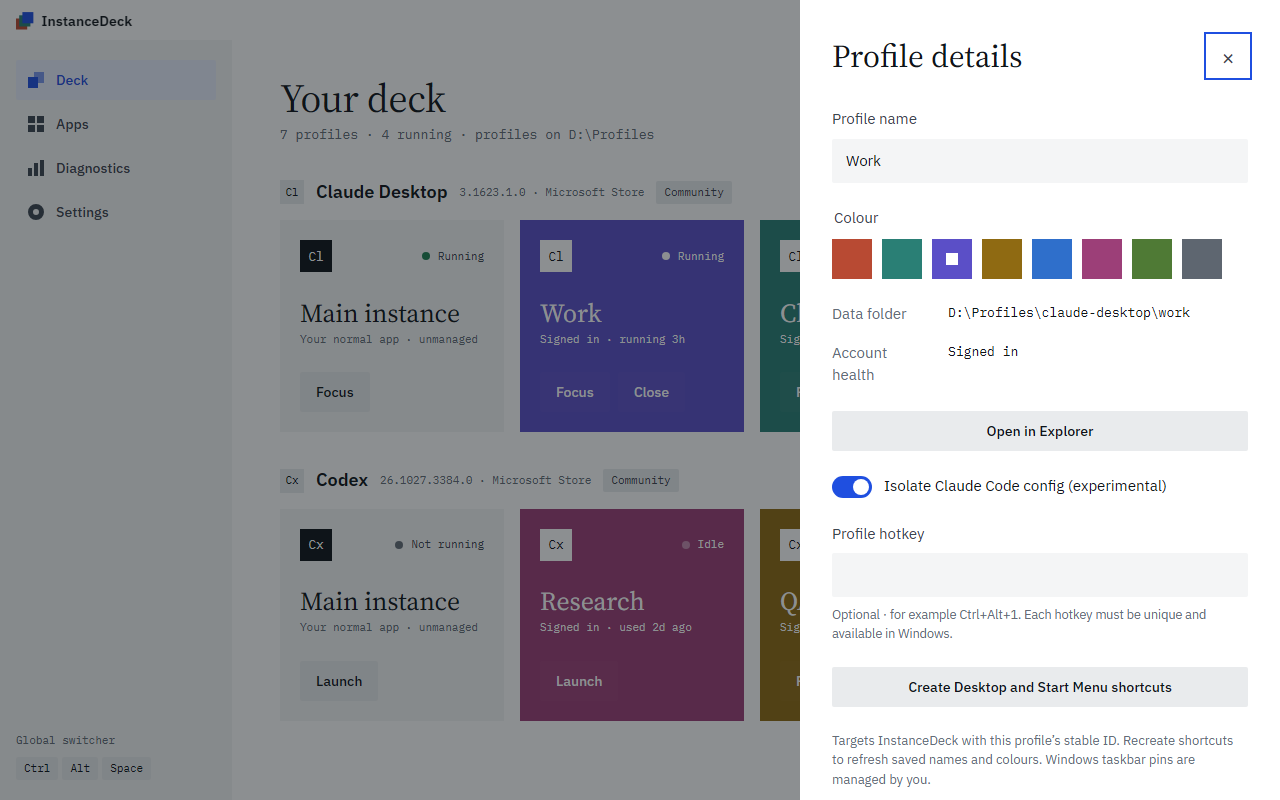 InstanceDeck
Deck
Apps
Diagnostics
Settings
Global switcher
Ctrl Alt Space
Your deck
7 profiles · 4 running · profiles on D:\Profiles
Cl Claude Desktop 3.1623.1.0 · Microsoft Store Community
Cl Running
Main instance
Your normal app · unmanaged
Focus
Cl Running
Work
Signed in · running 3h
Focus Close
Cx Codex 26.1027.3384.0 · Microsoft Store Community
Cx Not running
Main instance
Your normal app · unmanaged
Launch
Cx Idle
Research
Signed in · used 2d ago
Launch
Profile details
×
Profile name
Work
Colour
Data folder D:\Profiles\claude-desktop\work
Account Signed in
health
Open in Explorer
Isolate Claude Code config (experimental)
Profile hotkey
Optional · for example Ctrl+Alt+1. Each hotkey must be unique and
available in Windows.
Create Desktop and Start Menu shortcuts
Targets InstanceDeck with this profile’s stable ID. Recreate shortcuts
to refresh saved names and colours. Windows taskbar pins are
managed by you.